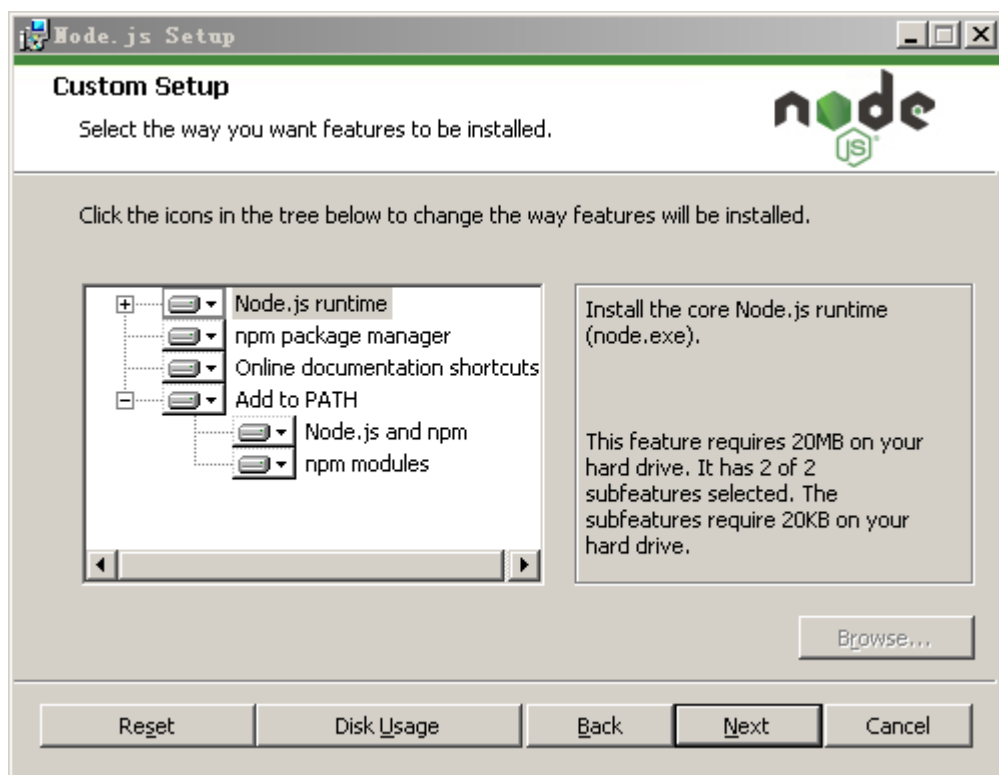 Node.js Setup
Custom Setup
Select the way you want features to be installed.
node
JS
Click the icons in the tree below to change the way features will be installed.
Node.js runtime
npm package manager
Online documentation shortcuts
Add to PATH
Node.js and npm
npm modules
Install the core Node.js runtime
(node.exe).
This feature requires 20MB on your
hard drive. It has 2 of 2
subfeatures selected. The
subfeatures require 20KB on your
hard drive.
Browse...
Reset
Disk Usage
Back
Next
Cancel